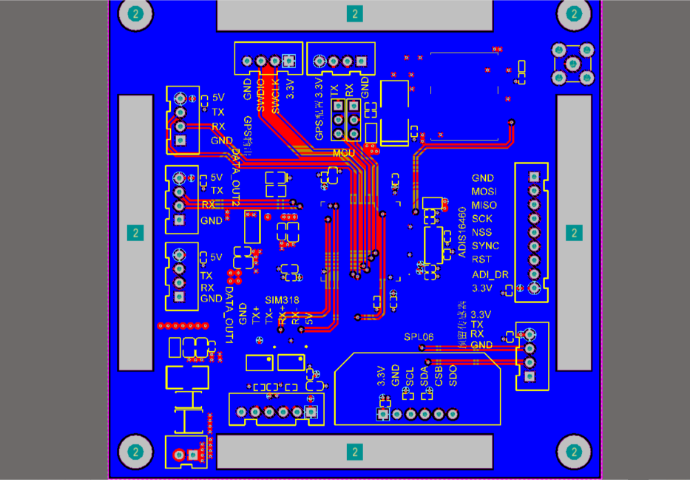 2
2
2
GND
SWDIO
SWCLK
3.3V
3.3V
TX
RX
GND
5V
TX
RX
GND
DATA_OUT2
MCU
5V
TX
RX
GND
GND
MOSI
MISO
SCK
NSS
SYNC
RST
ADI_DR
3.3V
ADIS16460
2
2
5V
TX
RX
GND
DATA_OUT1
SIM318
GND
TX+
TX-
RX+
RX-
5V
3.3V
TX
RX
GND
SPL06
3.3V
GND
SCL
SDA
CSB
SDO
2
2
2